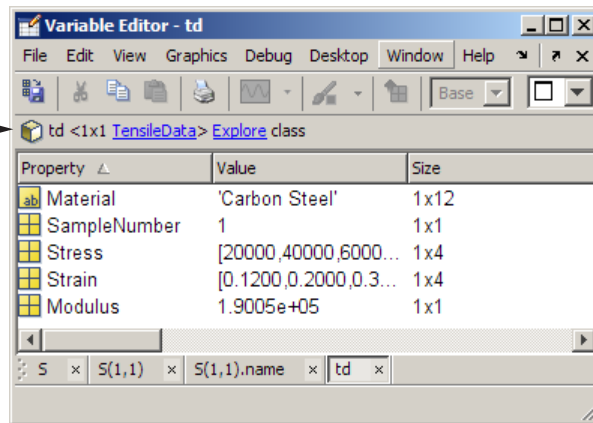 Variable Editor - td
File Edit View Graphics Debug Desktop Window Help
Base
td <1x1 TensileData> Explore class
Property Value Size
ab Material 'Carbon Steel' 1x12
SampleNumber 1 1x1
Stress [20000,40000,6000... 1x4
Strain [0.1200,0.2000,0.3... 1x4
Modulus 1.9005e+05 1x1
S × S(1,1) × S(1,1).name × td ×